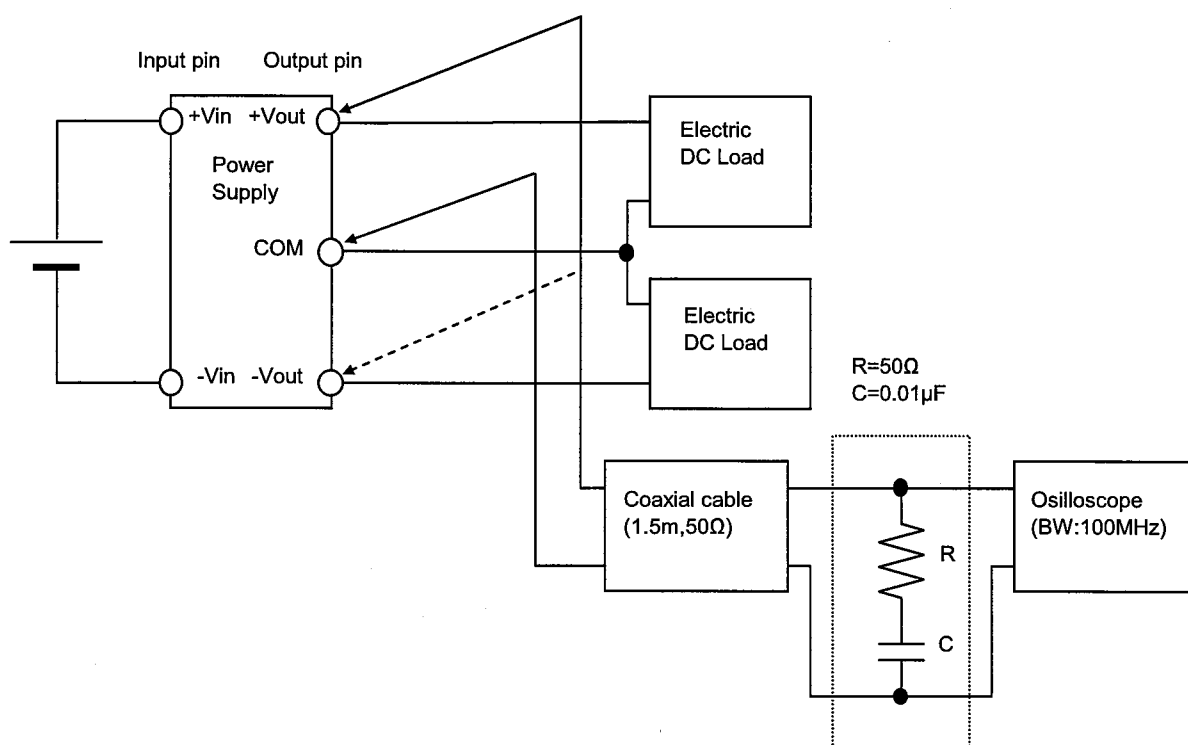 Input pin
Output pin
+Vin
+Vout
Power
Supply
COM
-Vin
-Vout
Electric
DC Load
Electric
DC Load
R=50Ω
C=0.01µF
Coaxial cable
(1.5m,50Ω)
R
C
Osilloscope
(BW:100MHz)